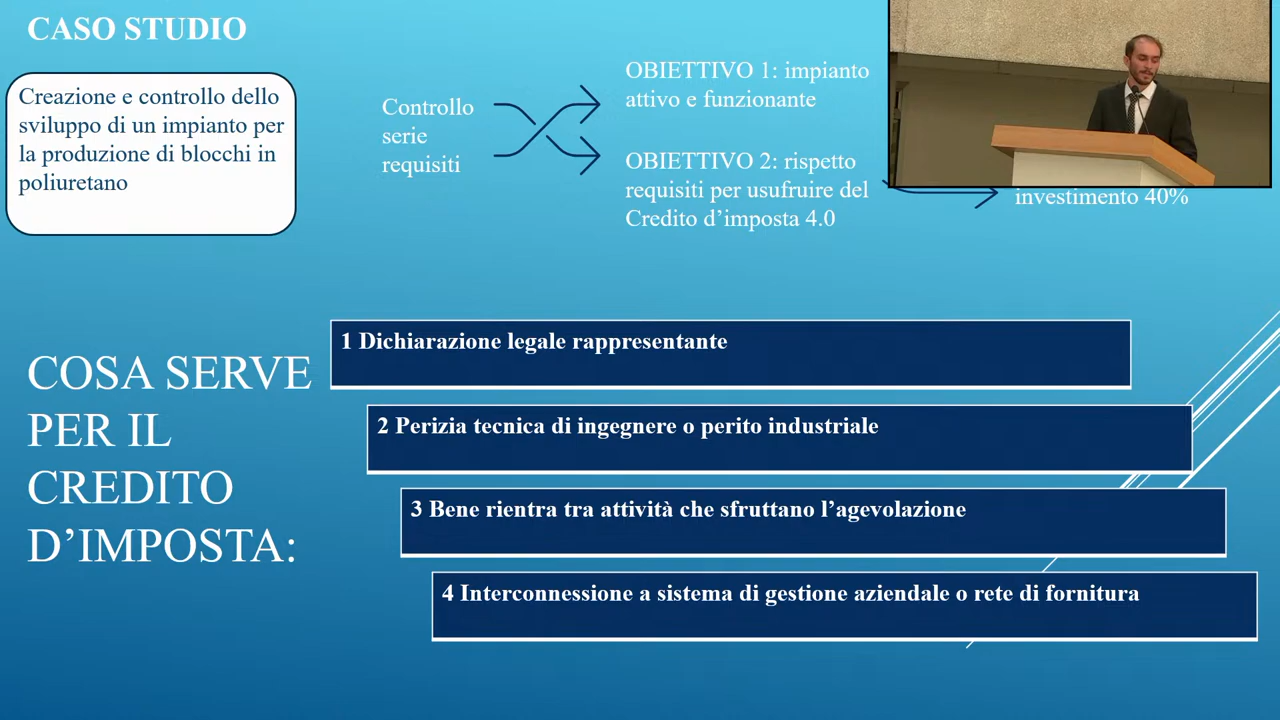 CASO STUDIO
Creazione e controllo dello
sviluppo di un impianto per
la produzione di blocchi in
poliuretano
Controllo
serie
requisiti
OBIETTIVO 1: impianto
attivo e funzionante
OBIETTIVO 2: rispetto
requisiti per usufruire del
Credito d’imposta 4.0
investimento 40%
COSA SERVE
PER IL
CREDITO
D’IMPOSTA:
1 Dichiarazione legale rappresentante
2 Perizia tecnica di ingegnere o perito industriale
3 Bene rientra tra attività che sfruttano l’agevolazione
4 Interconnessione a sistema di gestione aziendale o rete di fornitura